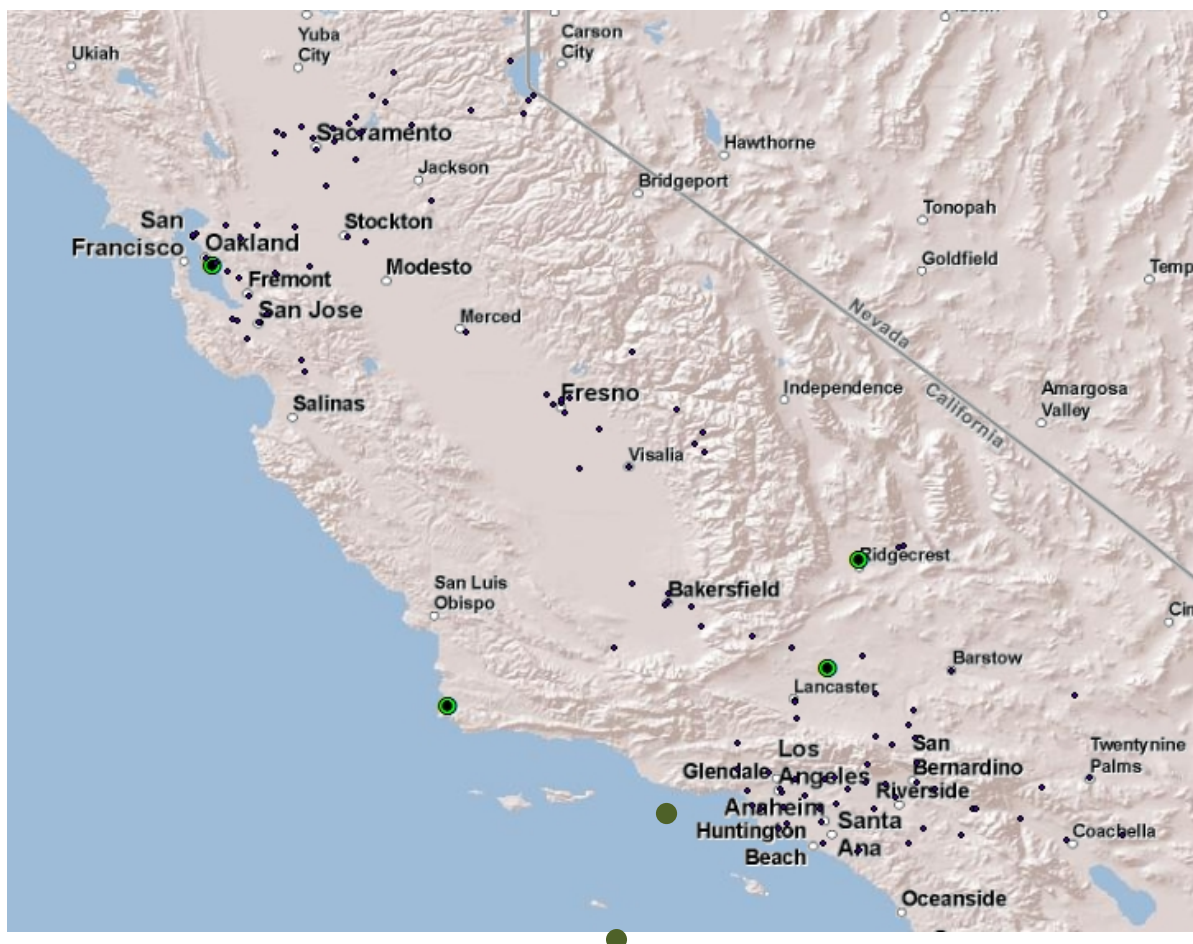 Yuba
City
Carson
City
Ukiah
Sacramento
Hawthorne
Jackson
Bridgeport
San
Francisco
Oakland
Stockton
Tonopah
Modesto
Goldfield
Fremont
San Jose
Merced
Nevada
California
Fresno
Independence
Amargosa
Valley
Salinas
Visalia
Ridgecrest
San Luis
Obispo
Bakersfield
Barstow
Lancaster
Los
Angeles
Glendale
San
Bernardino
Twentynine
Palms
Riverside
Anaheim
Huntington
Beach
Santa
Ana
Coachella
Oceanside